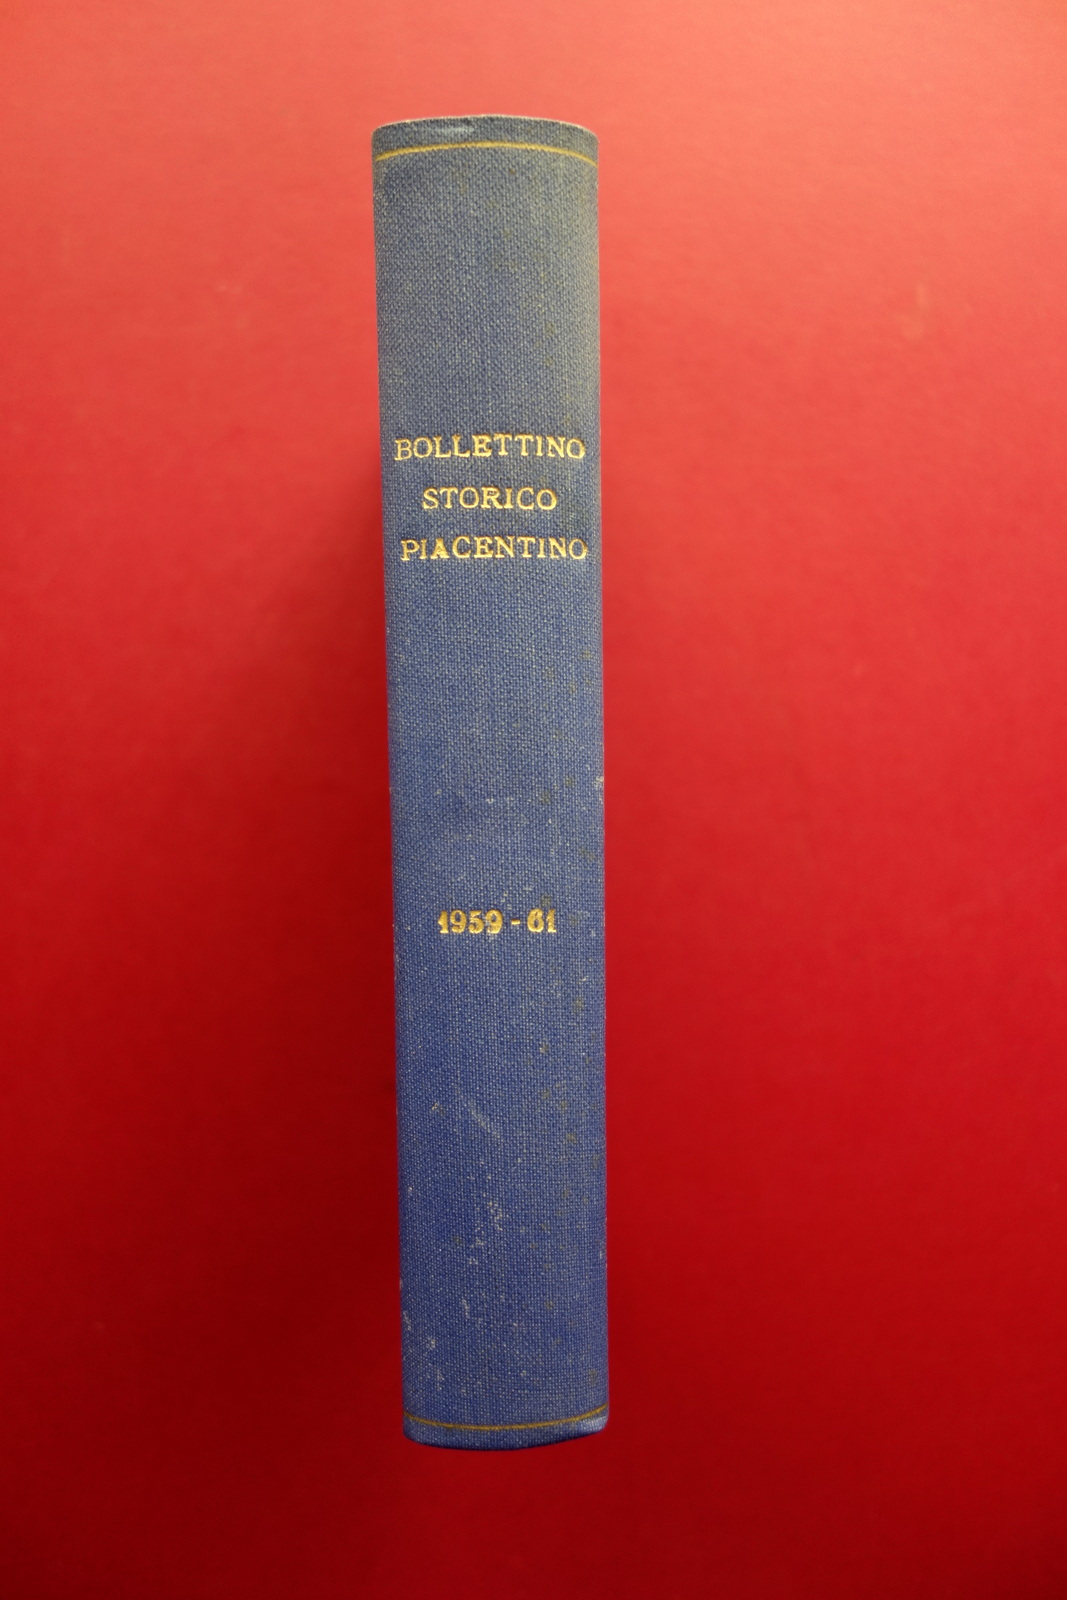 BOLLETTINO
STORICO
PIACENTINO
1959-61